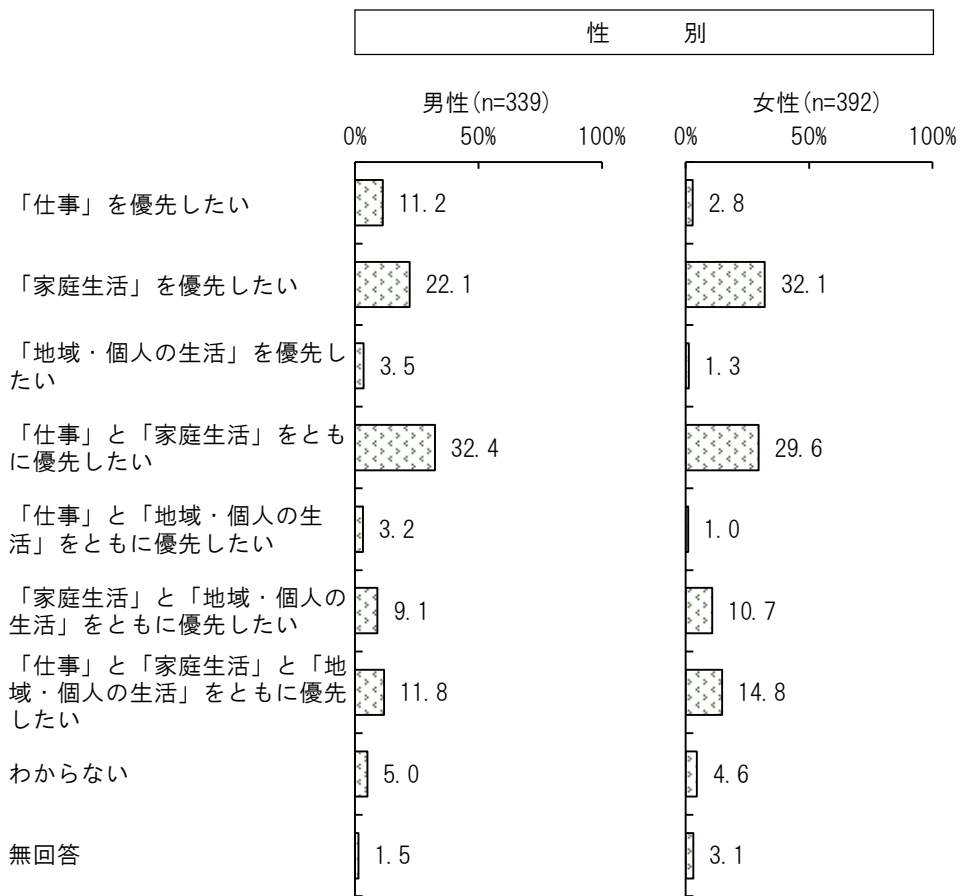 性　別
男性(n=339)
女性(n=392)
0% 50% 100%
0% 50% 100%
「仕事」を優先したい
11.2
2.8
「家庭生活」を優先したい
22.1
32.1
「地域・個人の生活」を優先し
たい
3.5
1.3
「仕事」と「家庭生活」をとも
に優先したい
32.4
29.6
「仕事」と「地域・個人の生
活」をともに優先したい
3.2
1.0
「家庭生活」と「地域・個人の
生活」をともに優先したい
9.1
10.7
「仕事」と「家庭生活」と「地
域・個人の生活」をともに優先
したい
11.8
14.8
わからない
5.0
4.6
無回答
1.5
3.1